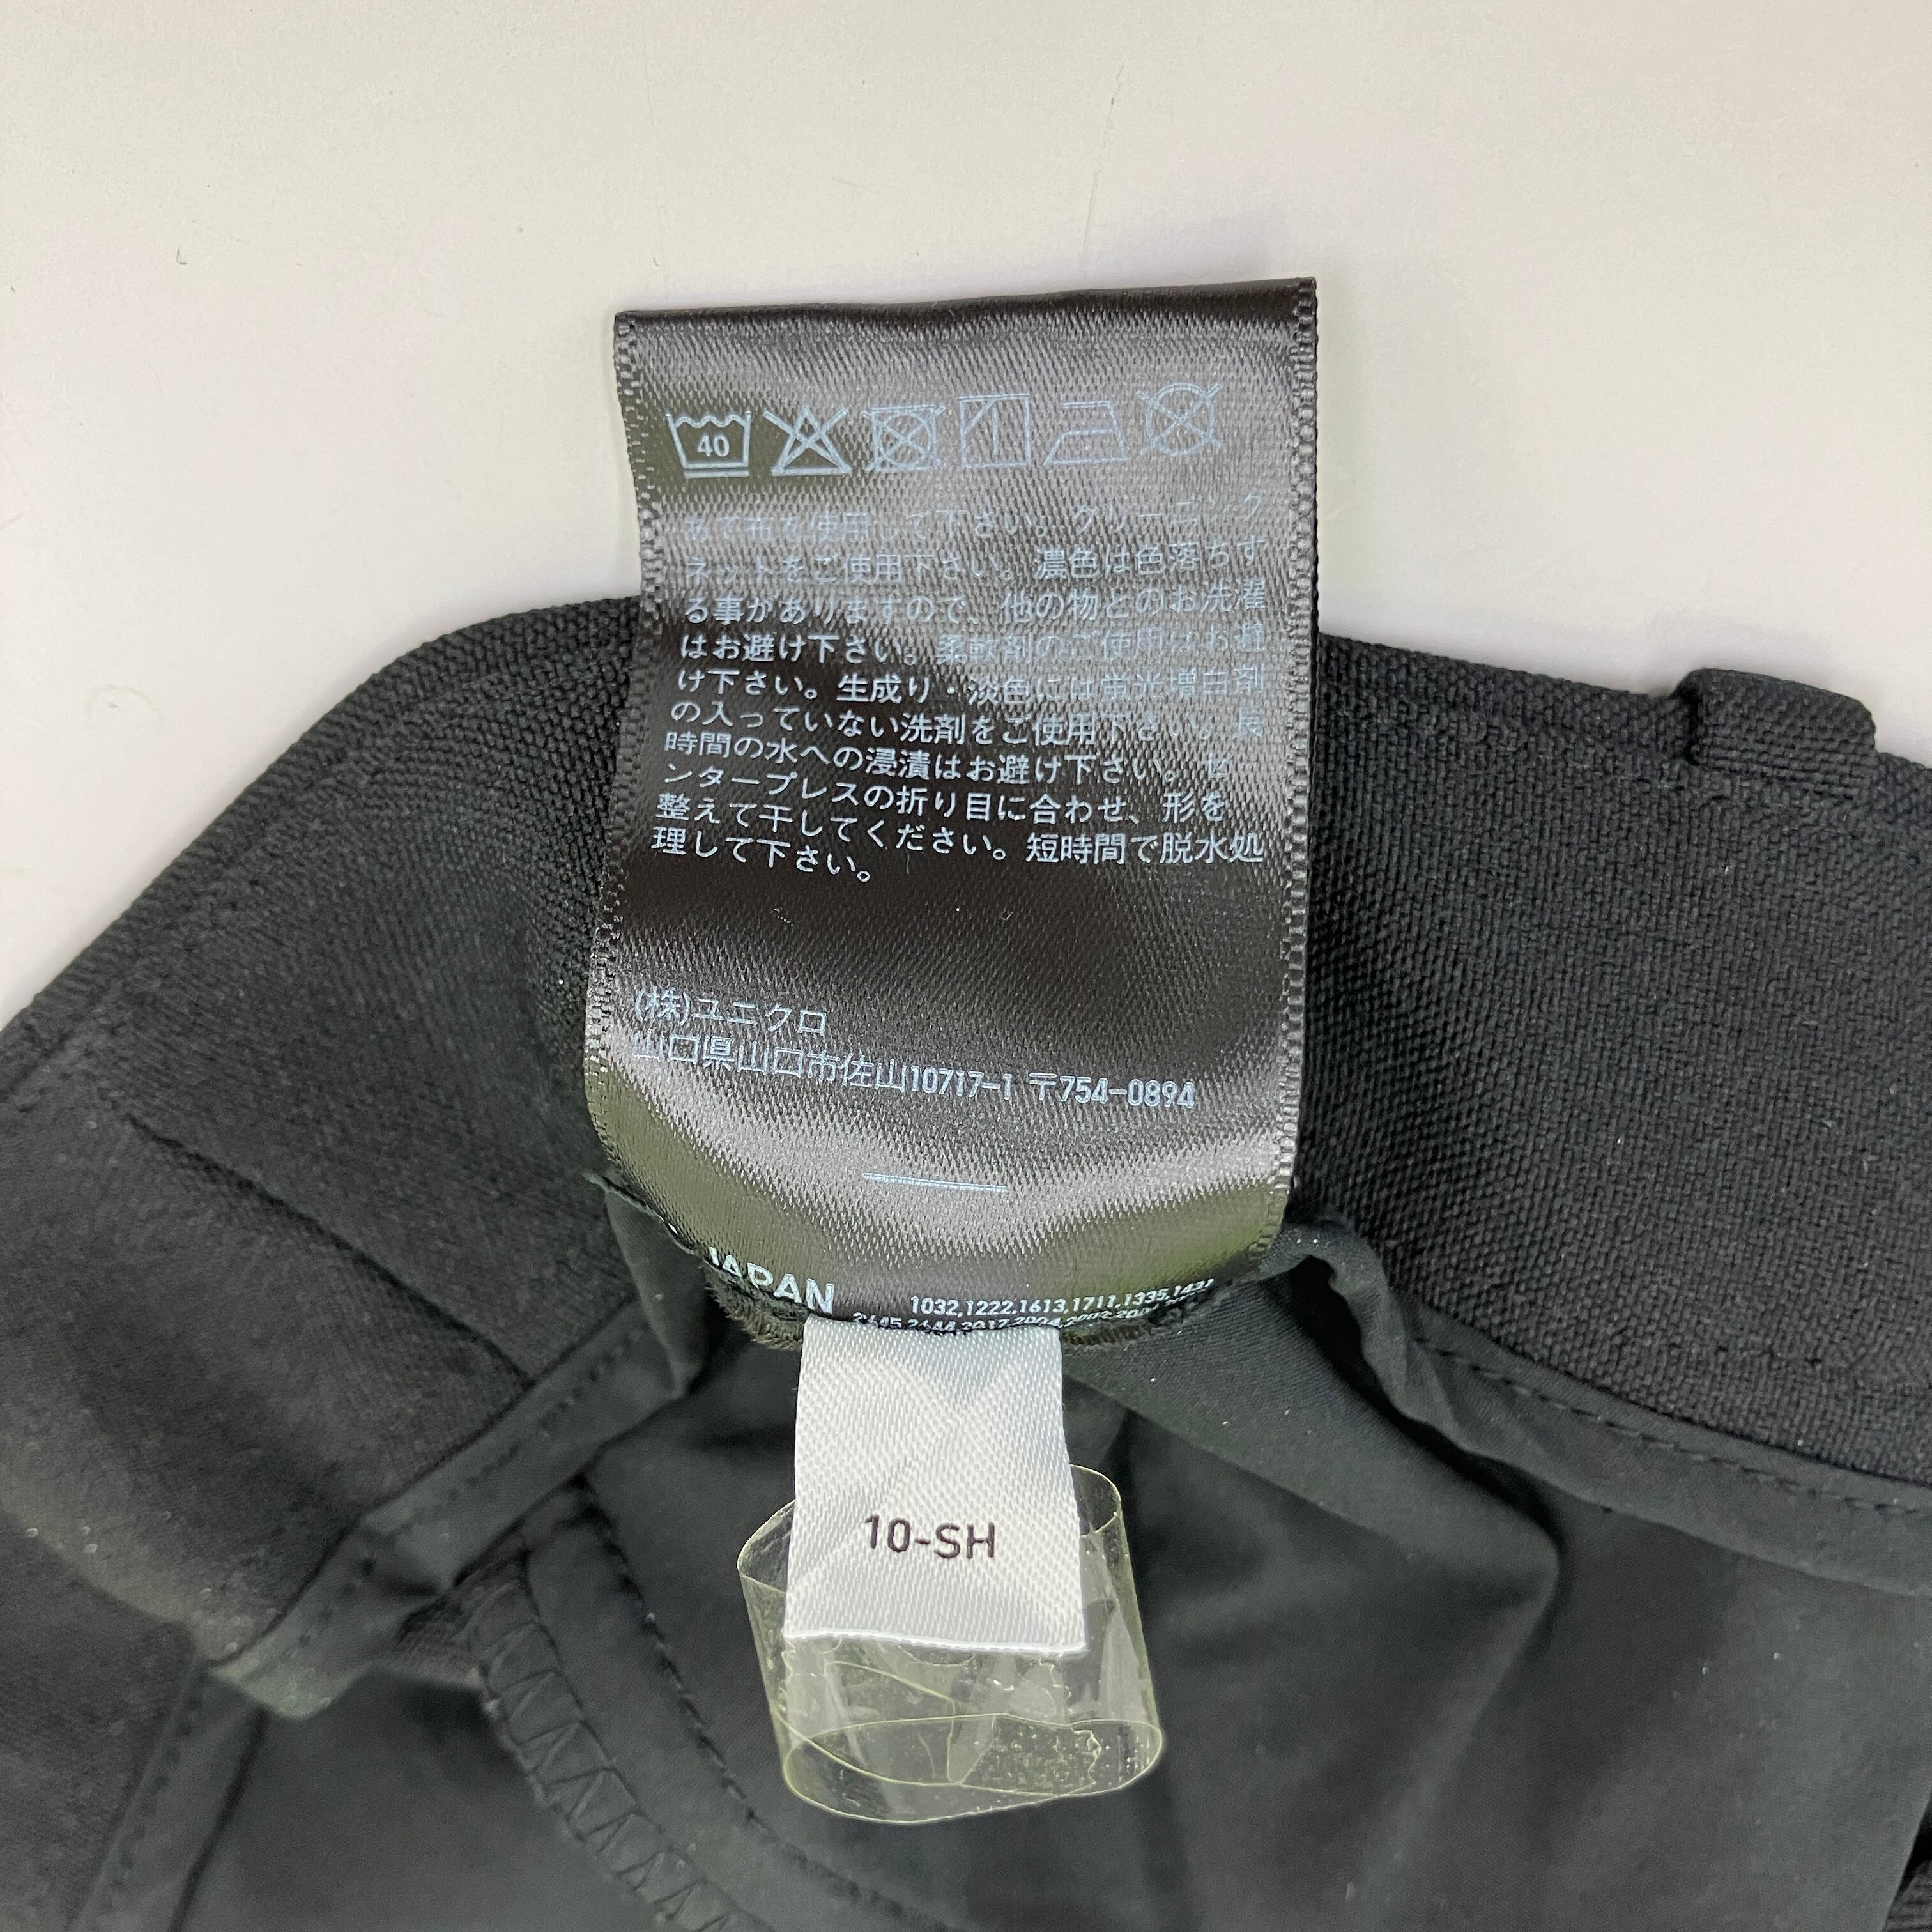 40
あて布を使用して下さい。クリーニング
ネットをご使用下さい。濃色は色落ちす
る事がありますので、他の物とのお洗濯
はお避け下さい。柔軟剤のご使用はお避
け下さい。生成り・淡色には蛍光増白剤
の入っていない洗剤をご使用下さい。長
時間の水への浸漬はお避け下さい。セ
ンタープレスの折り目に合わせ、形を
整えて干してください。短時間で脱水処
理して下さい。
(株)ユニクロ
山口県山口市佐山10717-1 〒754-0894
JAPAN
1032,1222,1613,1711,1335,1431
10-SH